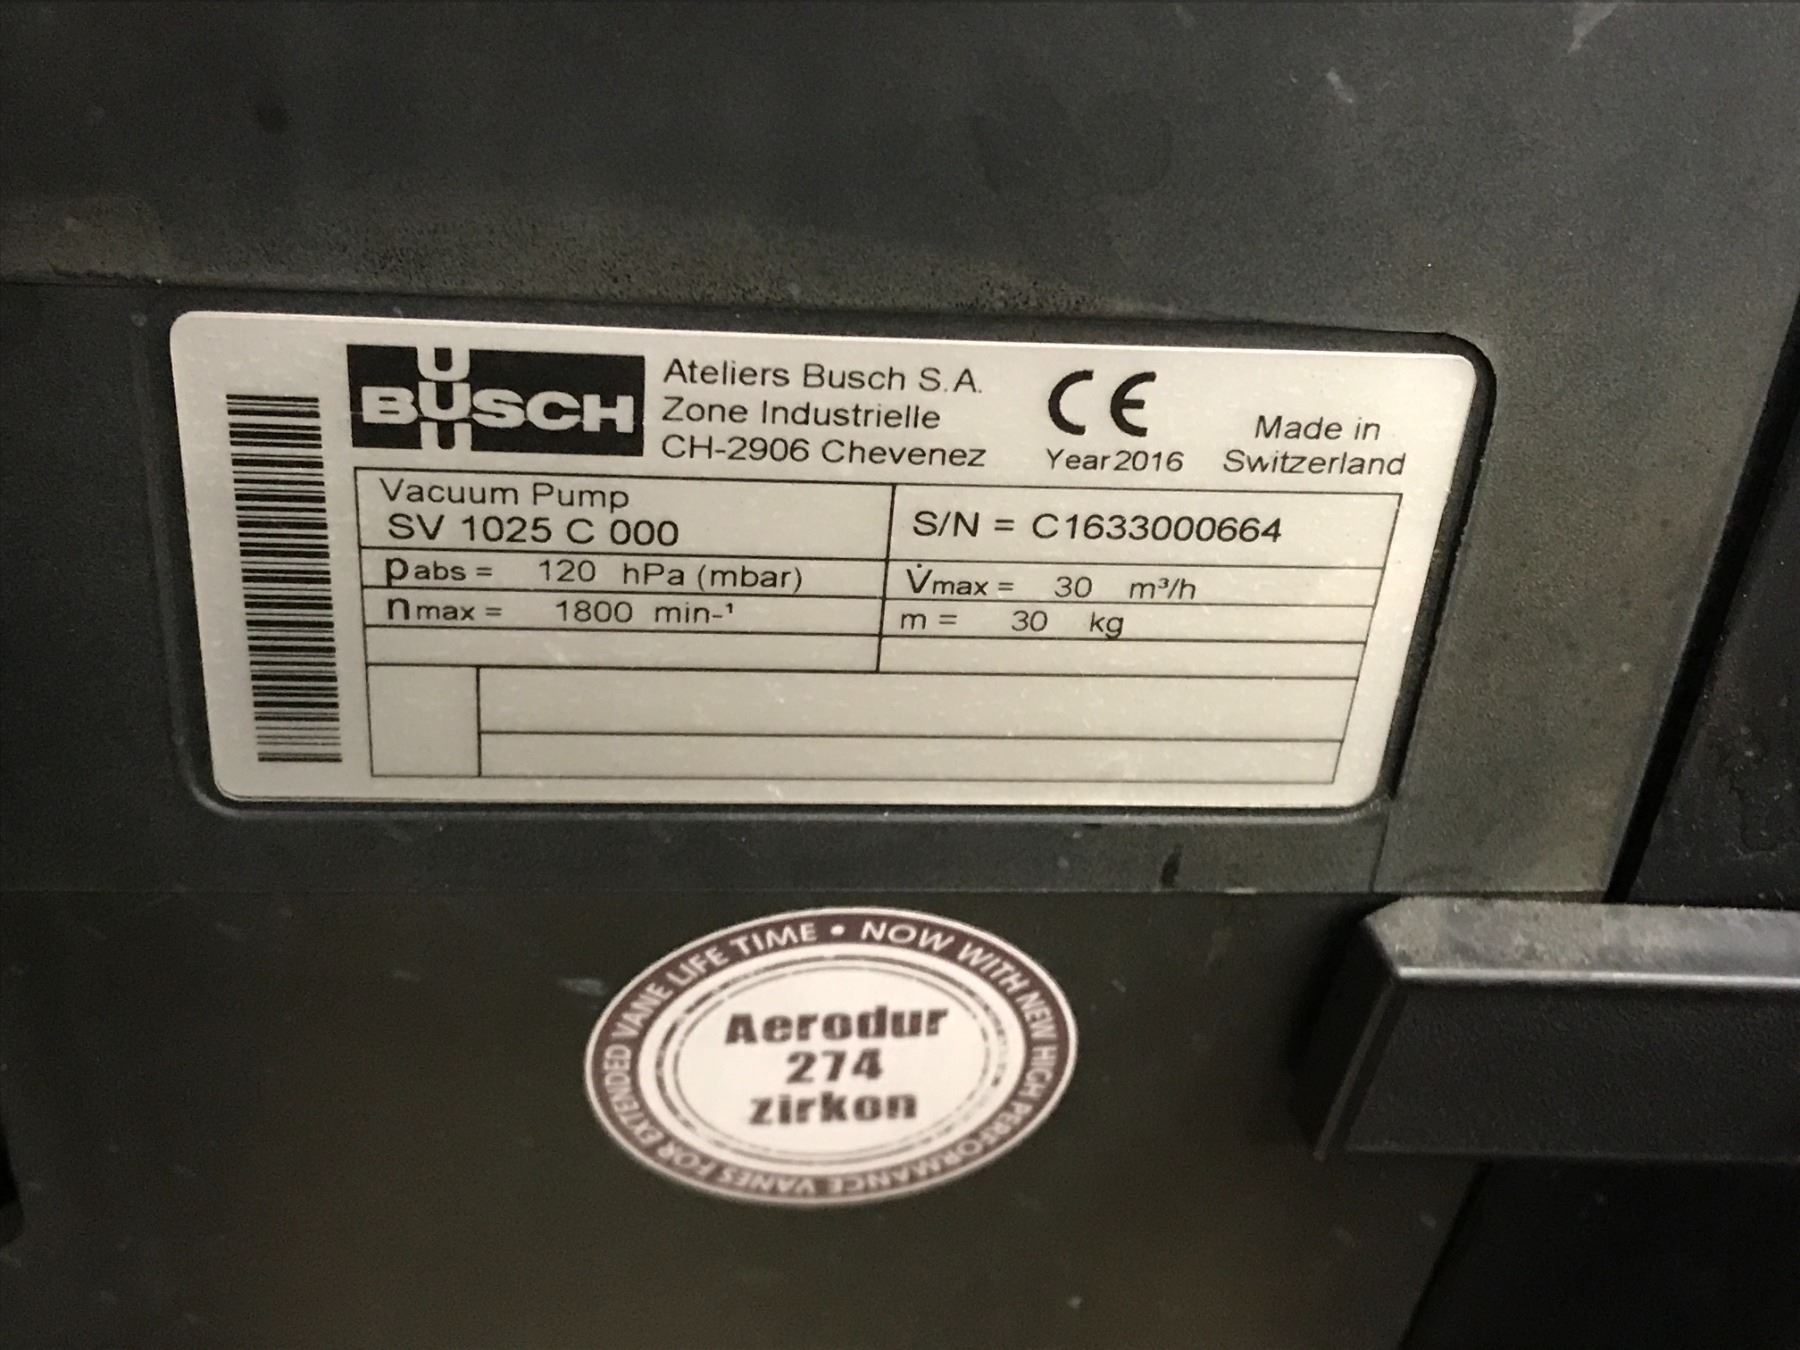 BUSCH
Ateliers Busch S.A.
Zone Industrielle
CH-2906 Chevenez
CE
Year 2016
Made in
Switzerland
Vacuum Pump
SV 1025 C 000
S/N = C1633000664
pabs = 120 hPa (mbar)
V̇max = 30 m³/h
nmax = 1800 min-¹
m = 30 kg
NOW WITH NEW HIGH PERFORMANCE VANES FOR EXTENDED VANE LIFE TIME •
Aerodur
274
zirkon